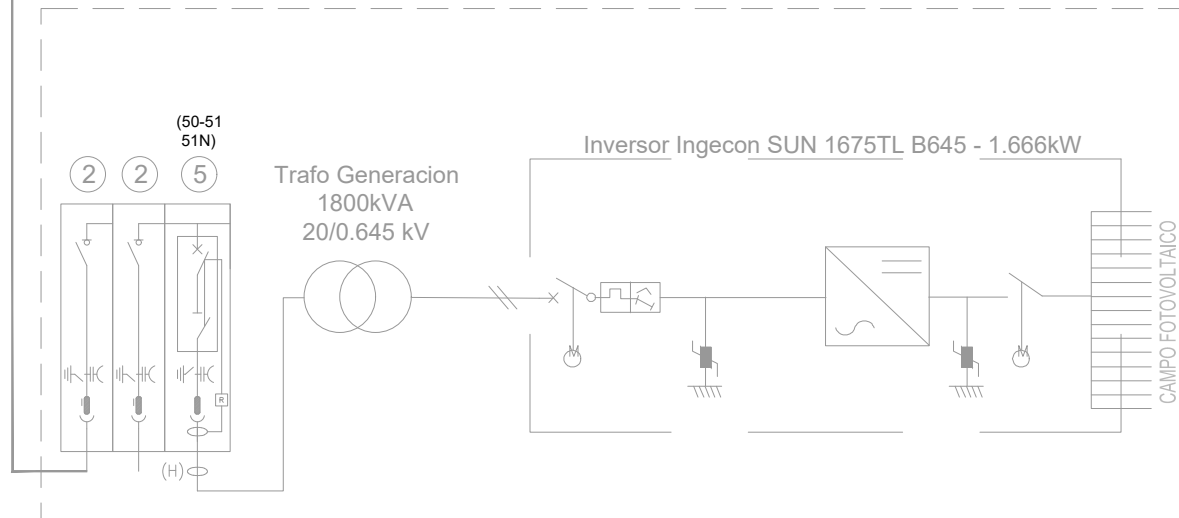 (50-51
51N)
2
2
5
Trafo Generacion
1800kVA
20/0.645 kV
Inversor Ingecon SUN 1675TL B645 - 1.666kW
M
M
R
(H)
CAMPO FOTOVOLTAICO